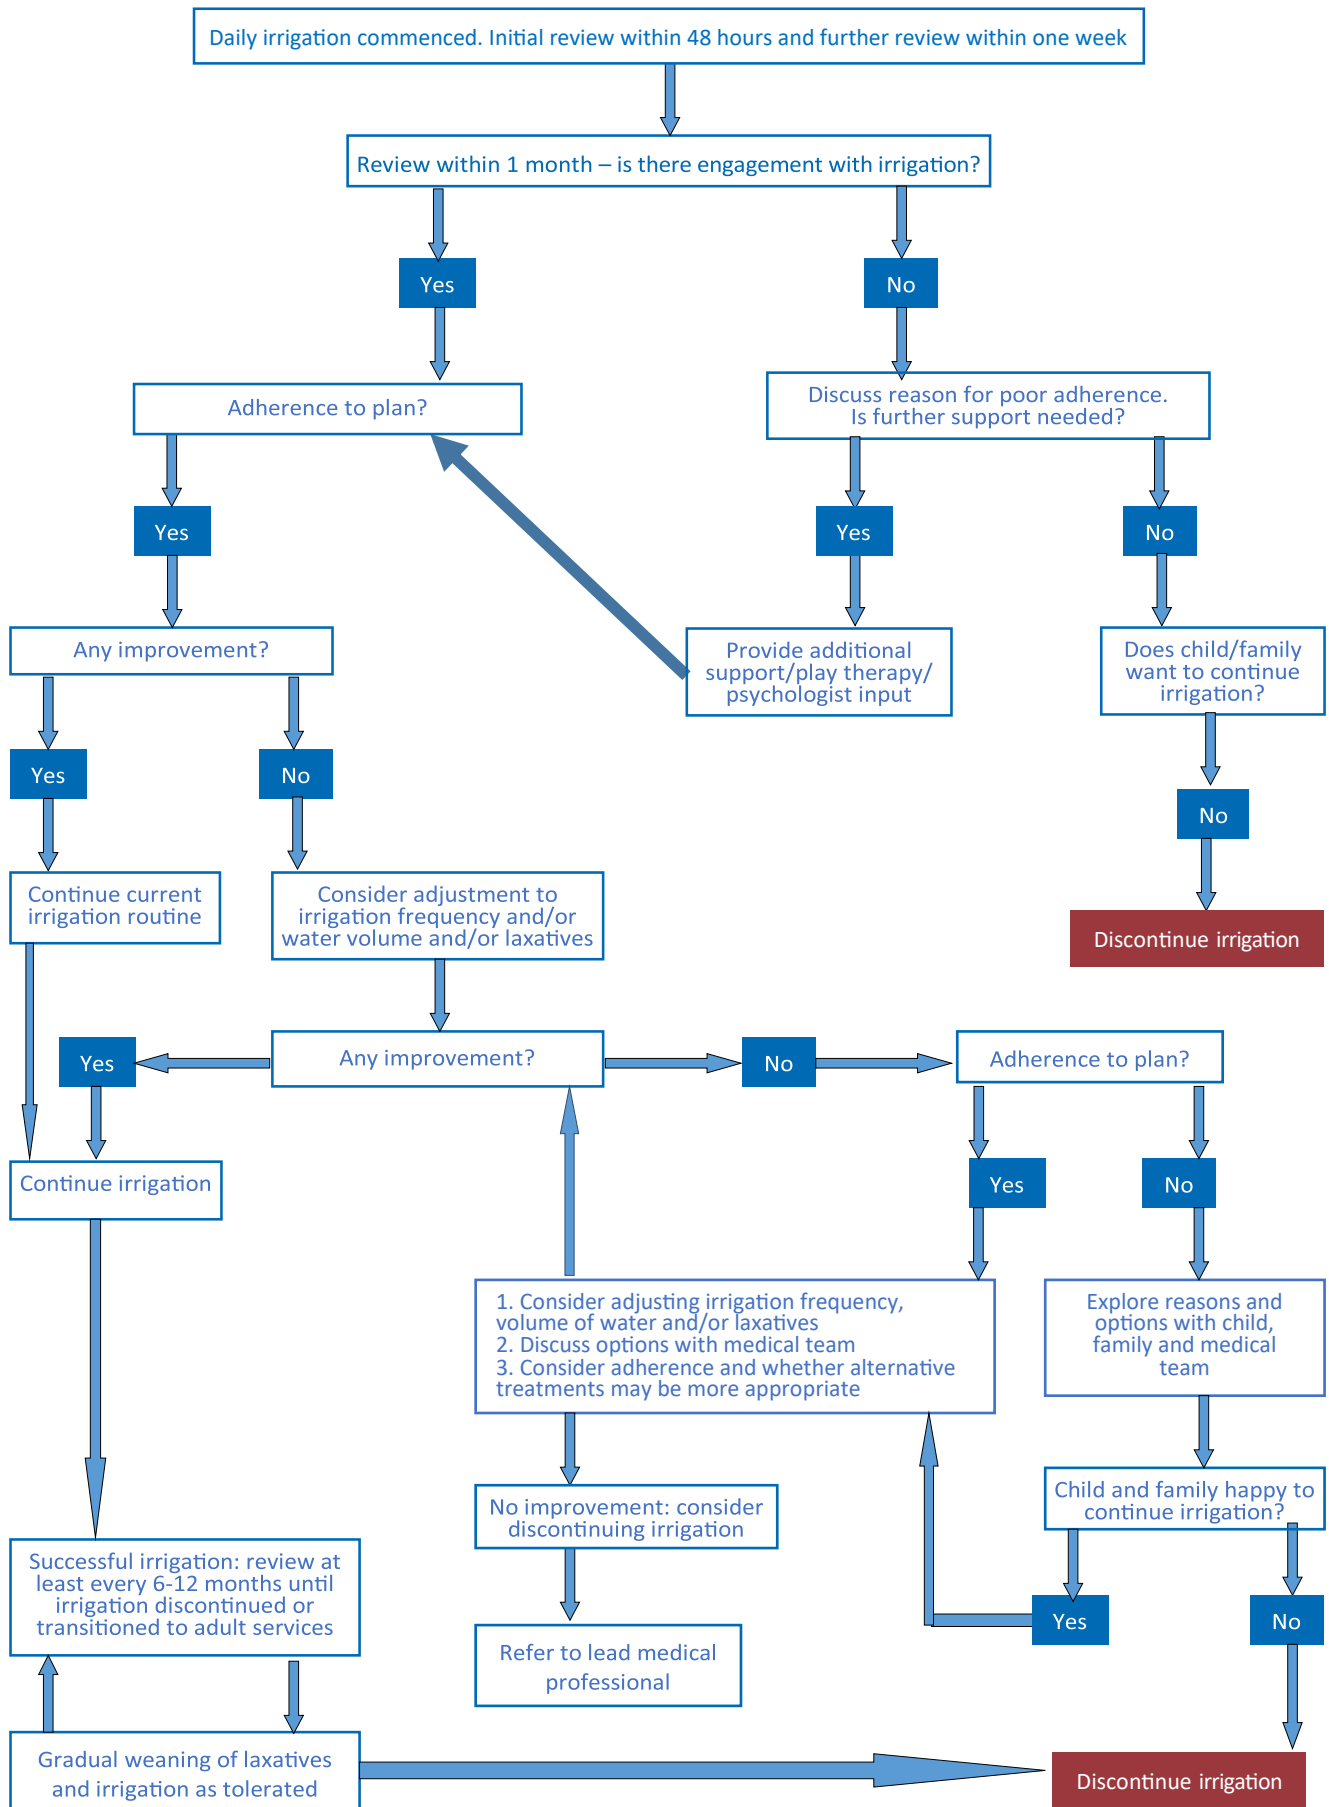 Daily irrigation commenced. Initial review within 48 hours and further review within one week
Review within 1 month – is there engagement with irrigation?
Yes
No
Adherence to plan?
Discuss reason for poor adherence.
Is further support needed?
Yes
Yes
No
Any improvement?
Provide additional
support/play therapy/
psychologist input
Does child/family
want to continue
irrigation?
Yes
No
No
Continue current
irrigation routine
Consider adjustment to
irrigation frequency and/or
water volume and/or laxatives
Discontinue irrigation
Yes
Any improvement?
No
Adherence to plan?
Continue irrigation
Yes
No
1. Consider adjusting irrigation frequency,
volume of water and/or laxatives
2. Discuss options with medical team
3. Consider adherence and whether alternative
treatments may be more appropriate
Explore reasons and
options with child,
family and medical
team
No improvement: consider
discontinuing irrigation
Child and family happy to
continue irrigation?
Successful irrigation: review at
least every 6-12 months until
irrigation discontinued or
transitioned to adult services
Yes
No
Refer to lead medical
professional
Gradual weaning of laxatives
and irrigation as tolerated
Discontinue irrigation